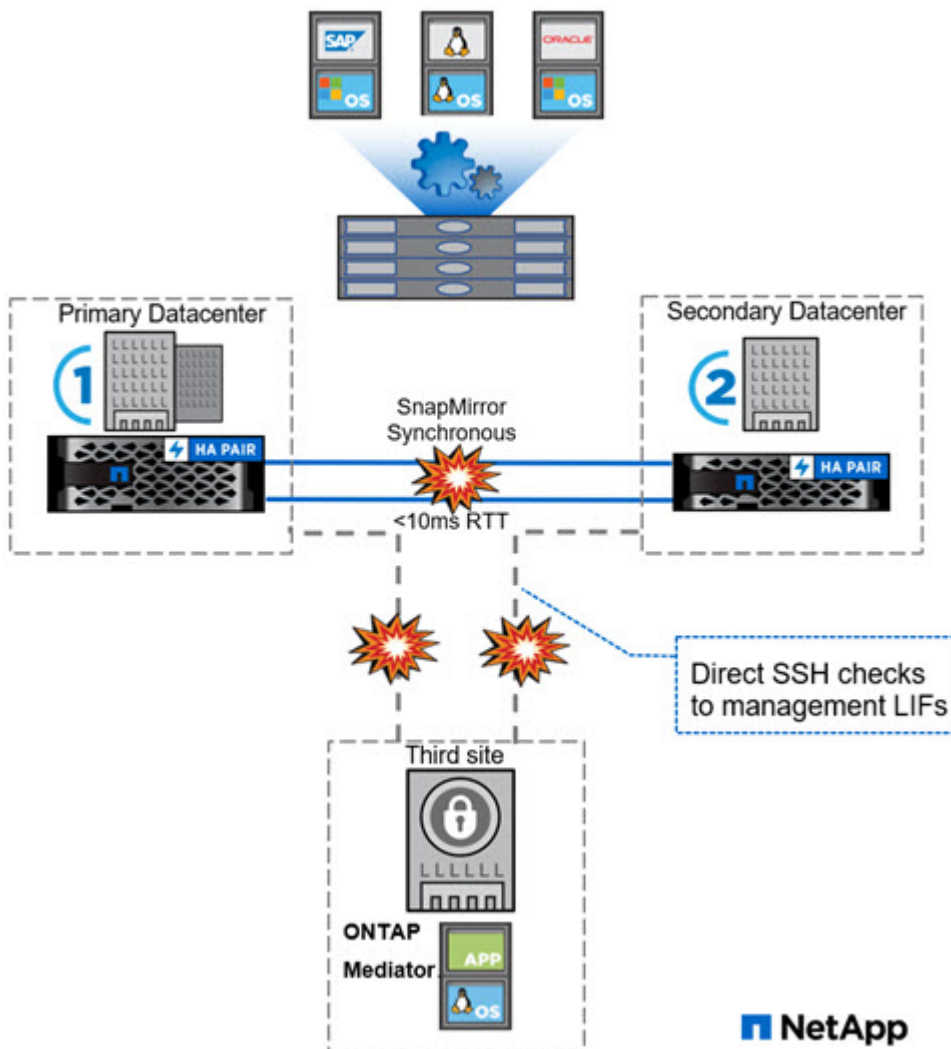 SAP
ORACLE
OS
OS
OS
Primary Datacenter
Secondary Datacenter
1
2
SnapMirror
Synchronous
HA PAIR
HA PAIR
<10ms RTT
Direct SSH checks
to management LIFs
Third site
ONTAP
Mediator
APP
OS
NetApp